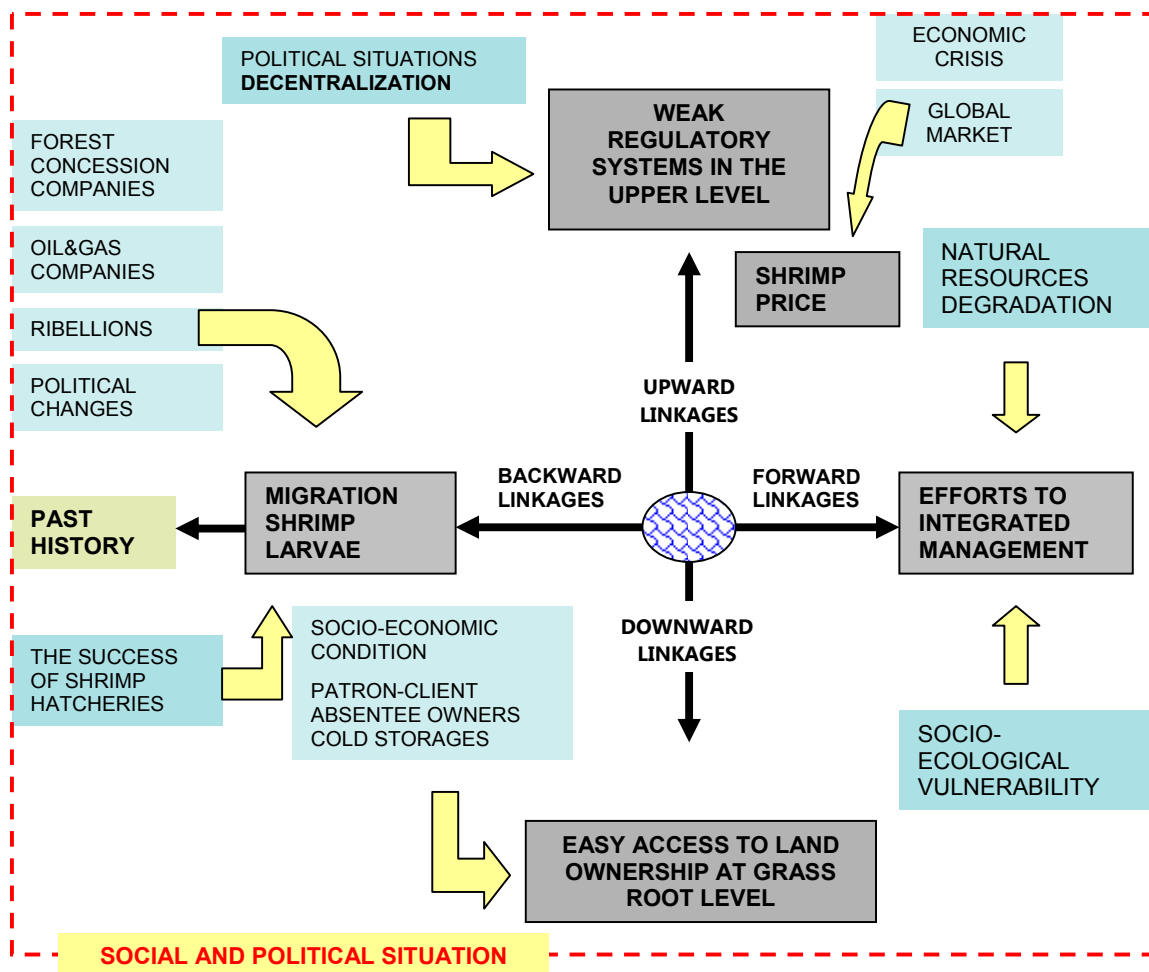 POLITICAL SITUATIONS
DECENTRALIZATION
ECONOMIC
CRISIS
GLOBAL
MARKET
WEAK
REGULATORY
SYSTEMS IN THE
UPPER LEVEL
FOREST
CONCESSION
COMPANIES
OIL&GAS
COMPANIES
RIBELLIONS
POLITICAL
CHANGES
SHRIMP
PRICE
NATURAL
RESOURCES
DEGRADATION
UPWARD
LINKAGES
BACKWARD
LINKAGES
FORWARD
LINKAGES
PAST
HISTORY
MIGRATION
SHRIMP
LARVAE
EFFORTS TO
INTEGRATED
MANAGEMENT
DOWNWARD
LINKAGES
THE SUCCESS
OF SHRIMP
HATCHERIES
SOCIO-ECONOMIC
CONDITION
PATRON-CLIENT
ABSENTEE OWNERS
COLD STORAGES
SOCIO-
ECOLOGICAL
VULNERABILITY
EASY ACCESS TO LAND
OWNERSHIP AT GRASS
ROOT LEVEL
SOCIAL AND POLITICAL SITUATION